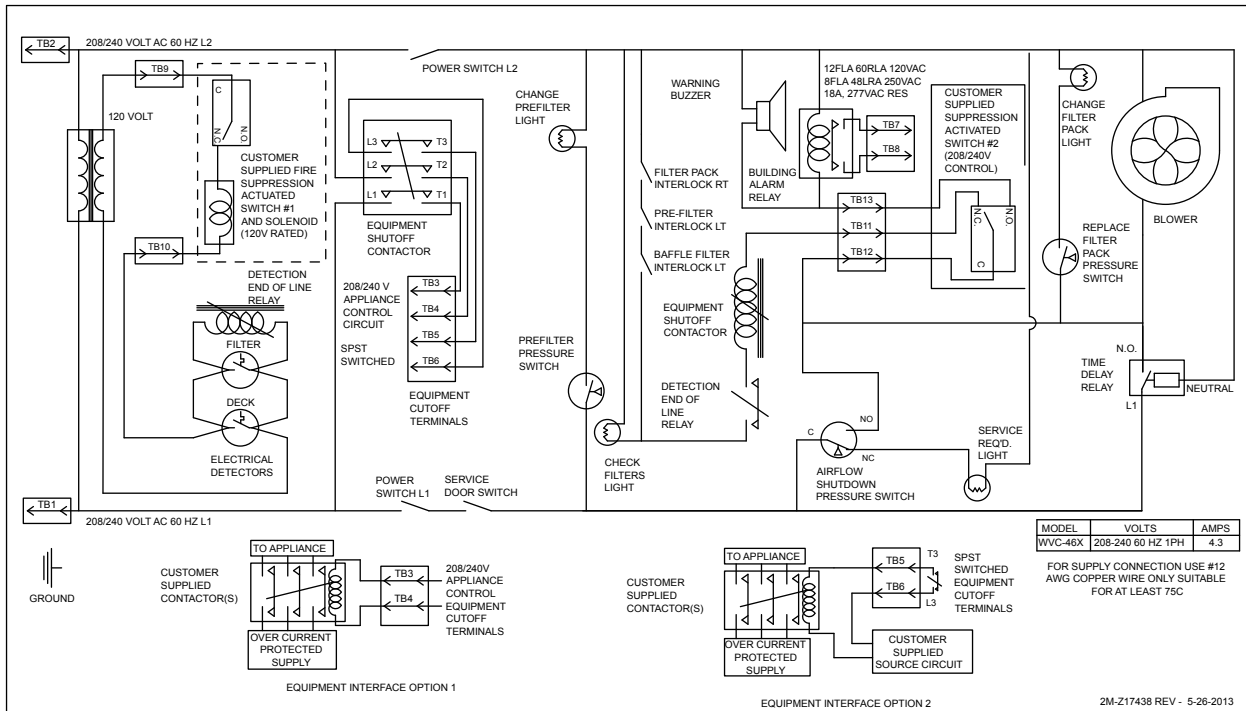 TB2
208/240 VOLT AC 60 HZ L2
POWER SWITCH L2
TB9
C
N.C.
N.O.
120 VOLT
CUSTOMER
SUPPLIED FIRE
SUPPRESSION
ACTUATED
SWITCH #1
AND SOLENOID
(120V RATED)
TB10
DETECTION
END OF LINE
RELAY
FILTER
DECK
ELECTRICAL
DETECTORS
TB1
208/240 VOLT AC 60 HZ L1
L3
T3
L2
T2
L1
T1
EQUIPMENT
SHUTOFF
CONTACTOR
208/240 V
APPLIANCE
CONTROL
CIRCUIT
SPST
SWITCHED
TB3
TB4
TB5
TB6
EQUIPMENT
CUTOFF
TERMINALS
POWER
SWITCH L1
SERVICE
DOOR SWITCH
CHANGE
PREFILTER
LIGHT
PREFILTER
PRESSURE
SWITCH
CHECK
FILTERS
LIGHT
FILTER PACK
INTERLOCK RT
PRE-FILTER
INTERLOCK LT
BAFFLE FILTER
INTERLOCK LT
WARNING
BUZZER
12FLA 60RLA 120VAC
8FLA 48LRA 250VAC
18A, 277VAC RES
TB7
TB8
BUILDING
ALARM
RELAY
CUSTOMER
SUPPLIED
SUPPRESSION
ACTIVATED
SWITCH #2
(208/240V
CONTROL)
TB13
TB11
TB12
N.C.
N.O.
C
EQUIPMENT
SHUTOFF
CONTACTOR
DETECTION
END OF
LINE
RELAY
C
NO
NC
AIRFLOW
SHUTDOWN
PRESSURE SWITCH
SERVICE
REQ'D.
LIGHT
CHANGE
FILTER
PACK
LIGHT
REPLACE
FILTER
PACK
PRESSURE
SWITCH
BLOWER
N.O.
TIME
DELAY
RELAY
NEUTRAL
L1
MODEL VOLTS AMPS
WVC-46X 208-240 60 HZ 1PH 4.3
FOR SUPPLY CONNECTION USE #12
AWG COPPER WIRE ONLY SUITABLE
FOR AT LEAST 75C
GROUND
CUSTOMER
SUPPLIED
CONTACTOR(S)
TO APPLIANCE
OVER CURRENT
PROTECTED
SUPPLY
TB3
TB4
208/240V
APPLIANCE
CONTROL
EQUIPMENT
CUTOFF
TERMINALS
EQUIPMENT INTERFACE OPTION 1
CUSTOMER
SUPPLIED
CONTACTOR(S)
TO APPLIANCE
OVER CURRENT
PROTECTED
SUPPLY
TB5
TB6
T3
L3
SPST
SWITCHED
EQUIPMENT
CUTOFF
TERMINALS
CUSTOMER
SUPPLIED
SOURCE CIRCUIT
EQUIPMENT INTERFACE OPTION 2
2M-Z17438 REV - 5-26-2013